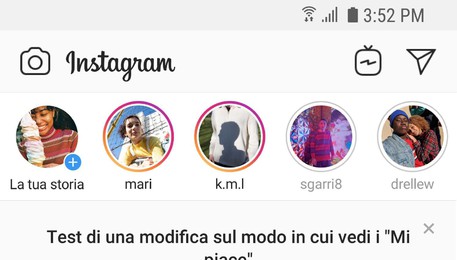 3:52 PM
Instagram
La tua storia
mari
k.m.l
sgarri8
drellew
Test di una modifica sul modo in cui vedi i "Mi
piace"